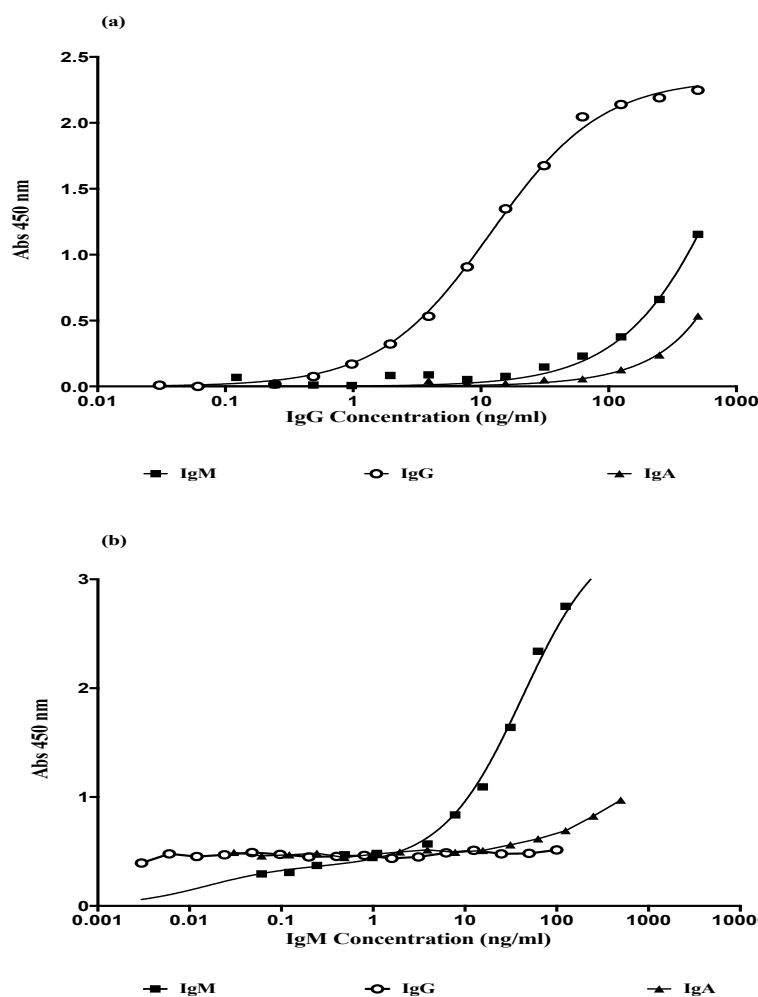 (a)
2.5
2.0
1.5
1.0
0.5
0.0
Abs 450 nm
0.01 0.1 1 10 100 1000
IgG Concentration (ng/ml)
IgM IgG IgA
(b)
3
2
1
0
Abs 450 nm
0.001 0.01 0.1 1 10 100 1000 1000
IgM Concentration (ng/ml)
IgM IgG IgA